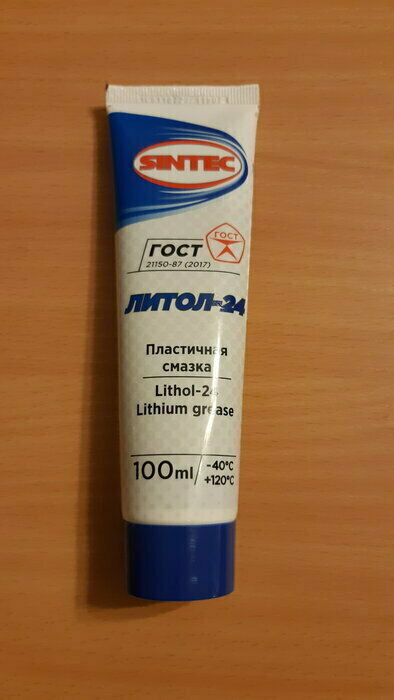 SINTEC
ГОСТ
ГОСТ
21150-87 (2017)
ЛИТОЛ-24
Пластичная
смазка
Lithol-24
Lithium grease
100ml
-40°C
+120°C